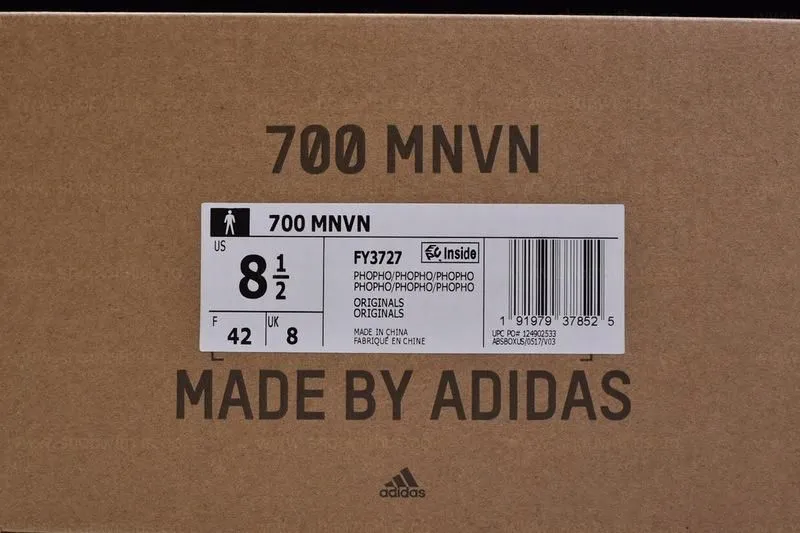 700 MNVN
700 MNVN
US
8 1/2
F 42
UK 8
FY3727
Inside
PHOPHO/PHOPHO/PHOPHO
PHOPHO/PHOPHO/PHOPHO
ORIGINALS
ORIGINALS
MADE IN CHINA
FABRIQUÉ EN CHINE
1 91979 37852 5
UPC PO# 124902533
ABSBOXUS/0517/V03
MADE BY ADIDAS
adidas